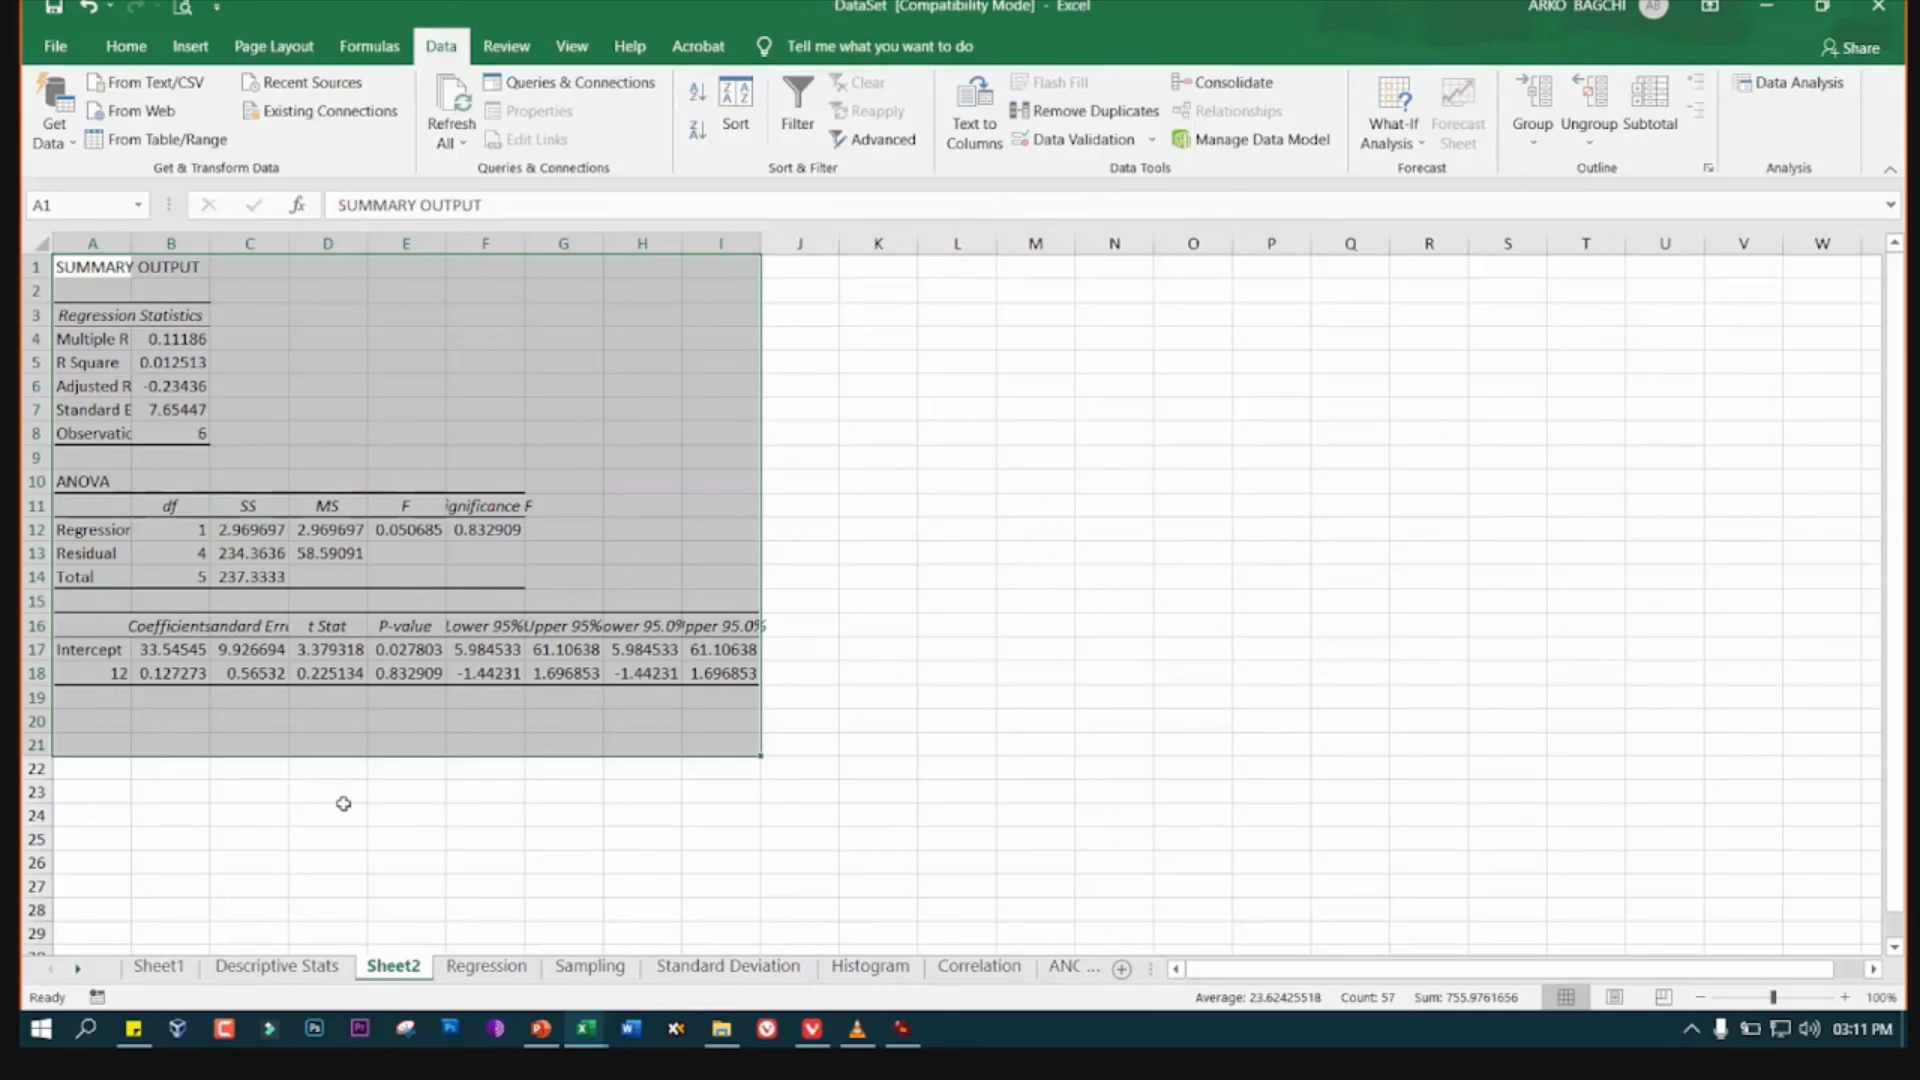 DataSet [Compatibility Mode] - Excel
ARKO BAGCHI AB
File Home Insert Page Layout Formulas Data Review View Help Acrobat Tell me what you want to do Share
From Text/CSV Recent Sources Queries & Connections Clear Flash Fill Consolidate Data Analysis
Get Data From Web Existing Connections Refresh All Properties Sort Filter Reapply Text to Columns Remove Duplicates Relationships What-If Analysis Forecast Sheet Group Ungroup Subtotal
From Table/Range Edit Links Advanced Data Validation Manage Data Model
Get & Transform Data Queries & Connections Sort & Filter Data Tools Forecast Outline Analysis
A1 fx SUMMARY OUTPUT
A B C D E F G H I J K L M N O P Q R S T U V W
1 SUMMARY OUTPUT
2
3 Regression Statistics
4 Multiple R 0.11186
5 R Square 0.012513
6 Adjusted R -0.23436
7 Standard E 7.65447
8 Observatic 6
9
10 ANOVA
11 df SS MS F ignificance F
12 Regressior 1 2.969697 2.969697 0.050685 0.832909
13 Residual 4 234.3636 58.59091
14 Total 5 237.3333
15
16 Coefficients andard Erro t Stat P-value Lower 95% Upper 95% ower 95.0% pper 95.0%
17 Intercept 33.54545 9.926694 3.379318 0.027803 5.984533 61.10638 5.984533 61.10638
18 12 0.127273 0.56532 0.225134 0.832909 -1.44231 1.696853 -1.44231 1.696853
19
20
21
22
23
24
25
26
27
28
29
Sheet1 Descriptive Stats Sheet2 Regression Sampling Standard Deviation Histogram Correlation ANC ...
Ready Average: 23.62425518 Count: 57 Sum: 755.9761656 100%
03:11 PM